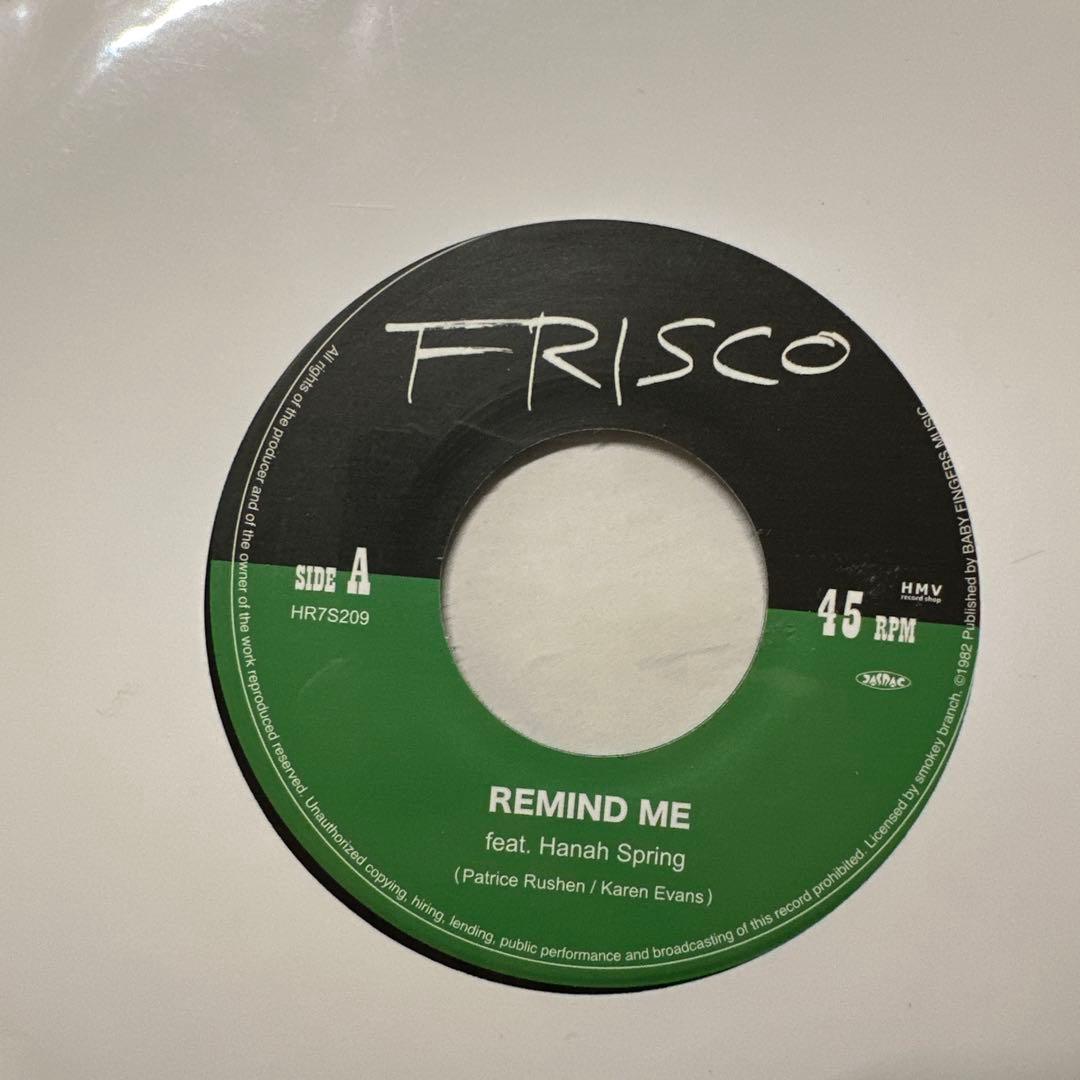 FRISCO
SIDE A
HR7S209
45 RPM
HMV
record shop
JASRAC
REMIND ME
feat. Hanah Spring
(Patrice Rushen / Karen Evans)
All rights of the producer and of the owner of the work reproduced reserved. Unauthorized copying, hiring, lending, public performance and broadcasting of this record prohibited. Licensed by smokey branch. ©1982 Published by BABY FINGERS MUSIC